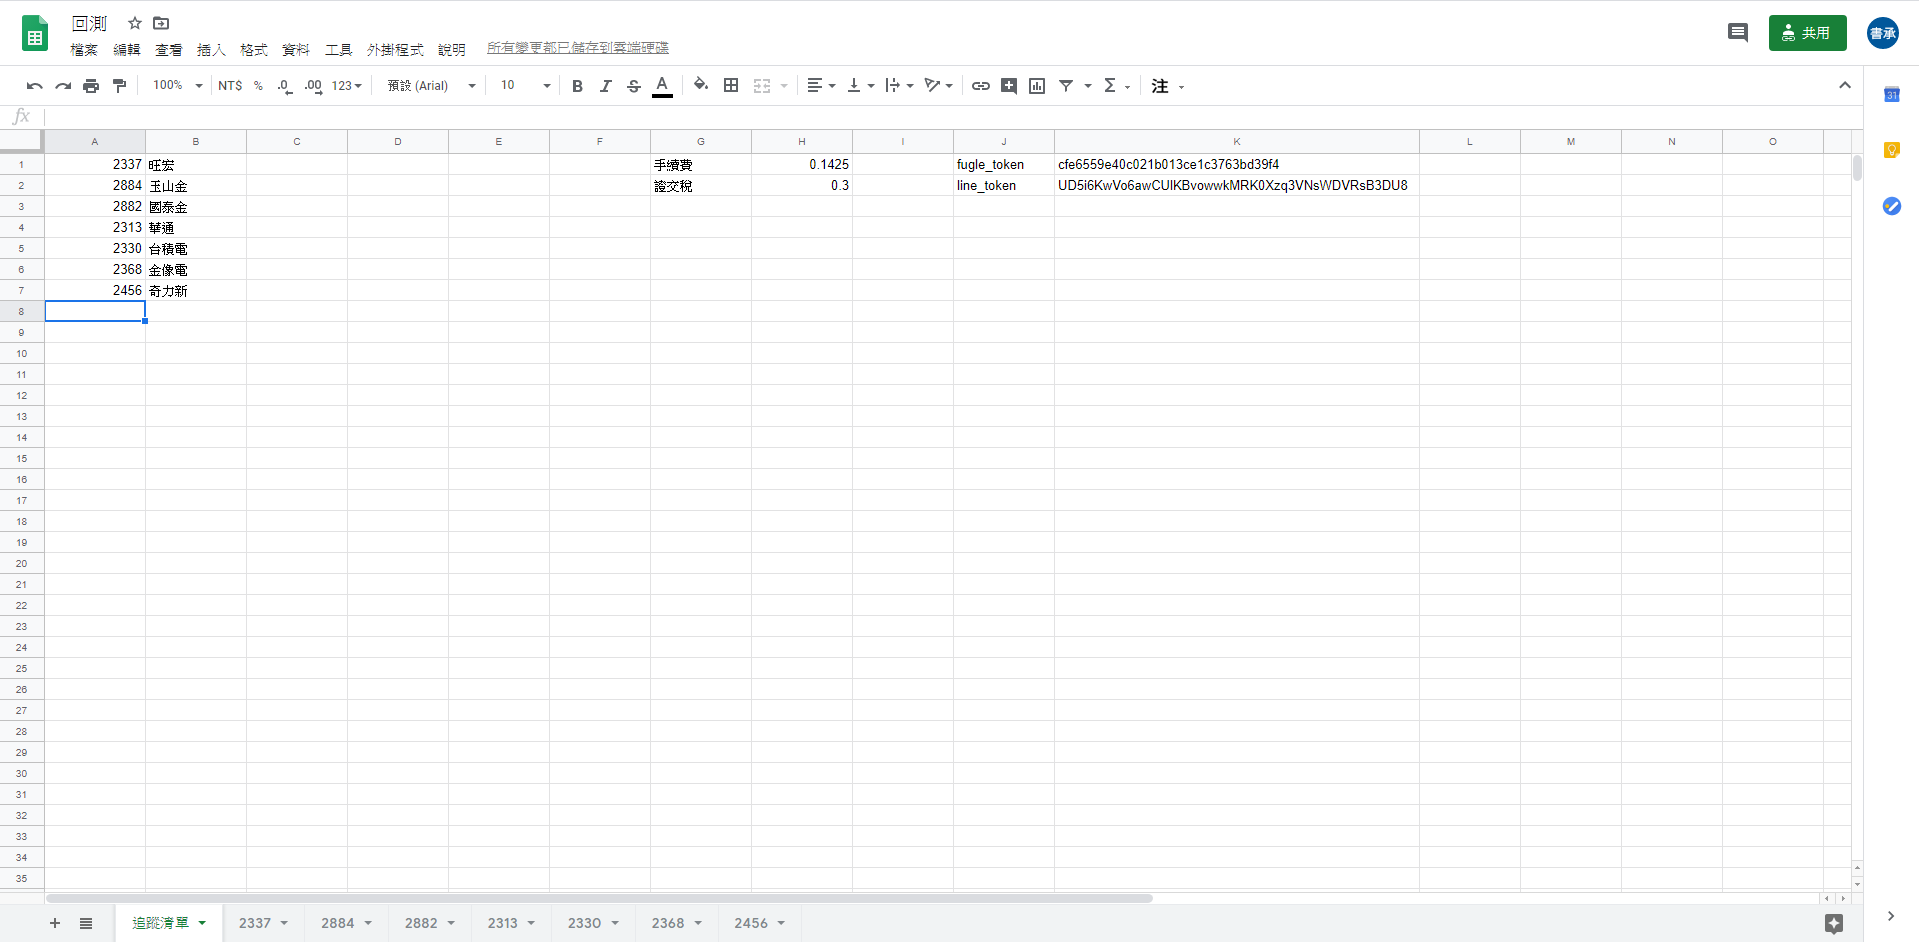 回測
檔案 編輯 查看 插入 格式 資料 工具 外掛程式 說明 所有變更都已儲存到雲端硬碟
共用
書承
100% NT$ % .0 .00 123 預設 (Arial) 10 B I S A Σ 注
31
fx
A B C D E F G H I J K L M N O
1 2337 旺宏 手續費 0.1425 fugle_token cfe6559e40c021b013ce1c3763bd39f4
2 2884 玉山金 證交稅 0.3 line_token UD5i6KwVo6awCUlKBvowwkMRK0Xzq3VNsWDVRsB3DU8
3 2882 國泰金
4 2313 華通
5 2330 台積電
6 2368 金像電
7 2456 奇力新
8
9
10
11
12
13
14
15
16
17
18
19
20
21
22
23
24
25
26
27
28
29
30
31
32
33
34
35
追蹤清單 2337 2884 2882 2313 2330 2368 2456